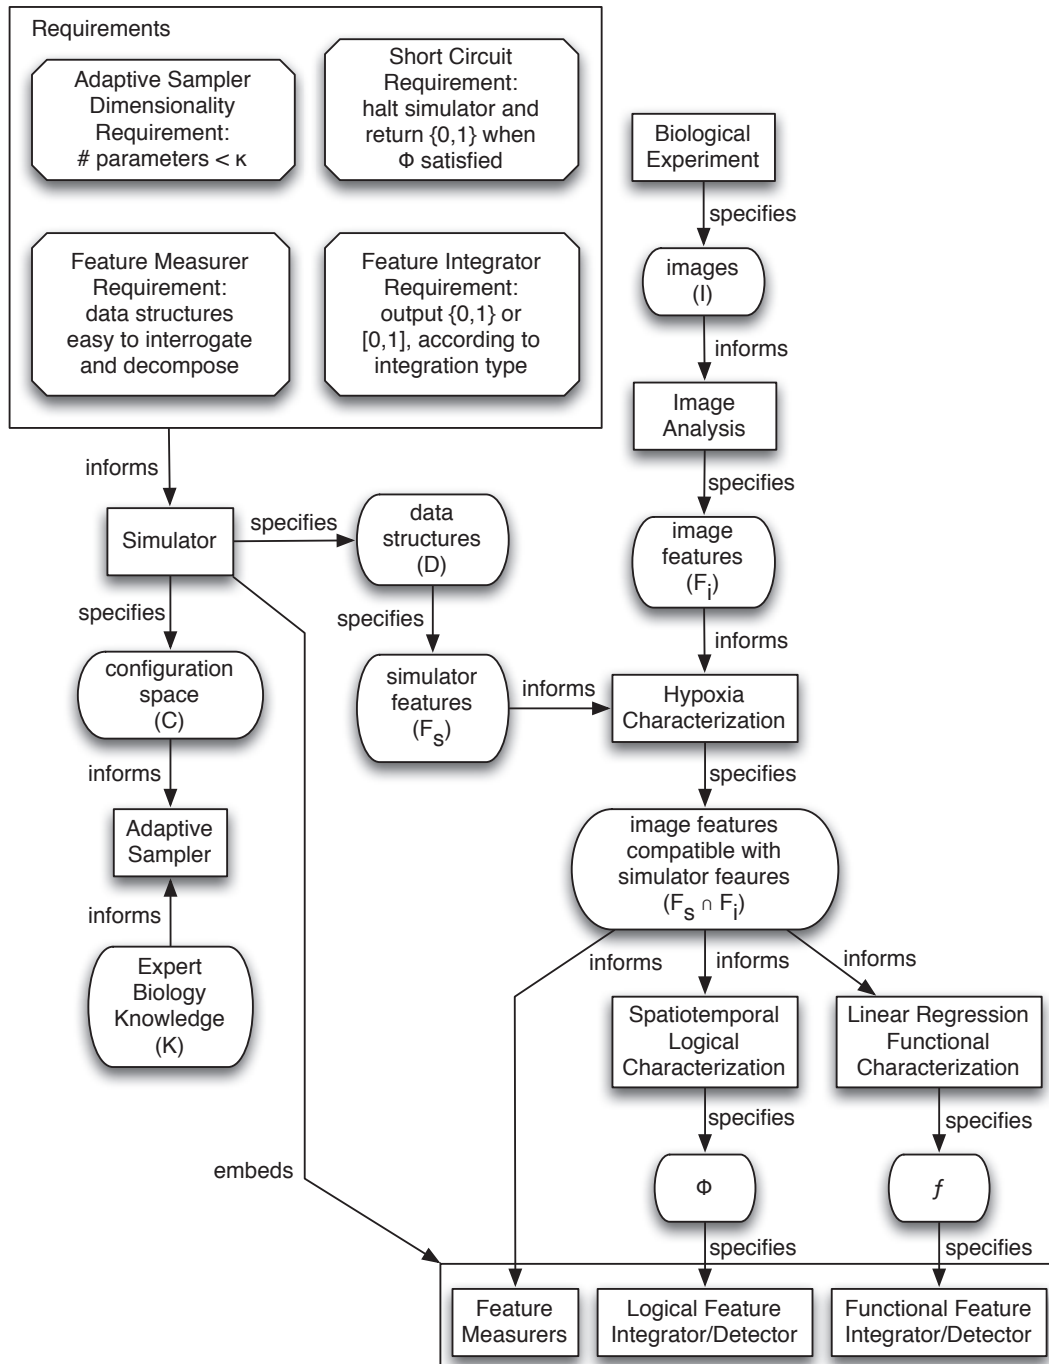 Requirements
Adaptive Sampler
Dimensionality
Requirement:
# parameters < κ
Short Circuit
Requirement:
halt simulator and
return {0,1} when
Φ satisfied
Feature Measurer
Requirement:
data structures
easy to interrogate
and decompose
Feature Integrator
Requirement:
output {0,1} or
[0,1], according to
integration type
Biological
Experiment
specifies
images
(I)
informs
Image
Analysis
specifies
image
features
(Fi)
informs
informs
Simulator
specifies
data
structures
(D)
specifies
simulator
features
(Fs)
informs
Hypoxia
Characterization
specifies
configuration
space
(C)
informs
Adaptive
Sampler
informs
Expert
Biology
Knowledge
(K)
specifies
image features
compatible with
simulator feaures
(Fs ∩ Fi)
informs
informs
informs
Spatiotemporal
Logical
Characterization
Linear Regression
Functional
Characterization
specifies
specifies
embeds
Φ
f
specifies
specifies
Feature
Measurers
Logical Feature
Integrator/Detector
Functional Feature
Integrator/Detector